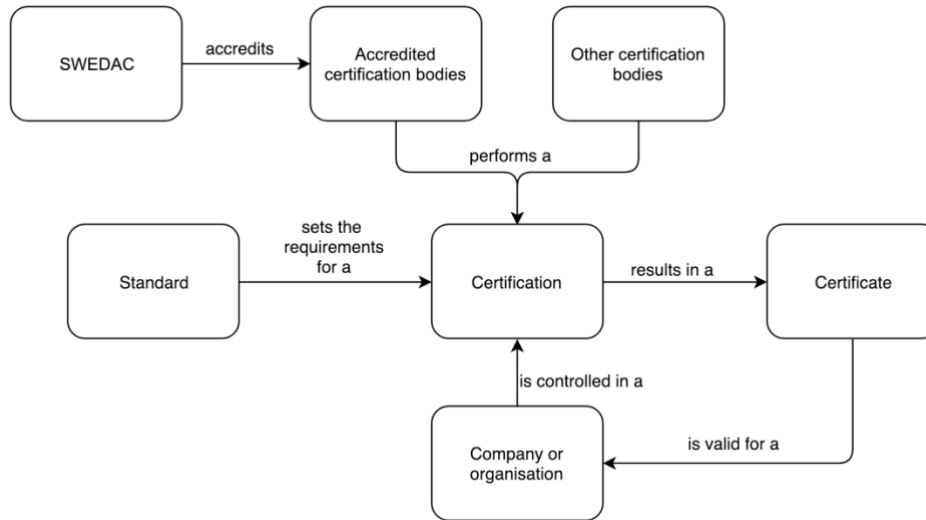 SWEDAC
accredits
Accredited
certification bodies
Other certification
bodies
performs a
Standard
sets the
requirements
for a
Certification
results in a
Certificate
is controlled in a
Company or
organisation
is valid for a